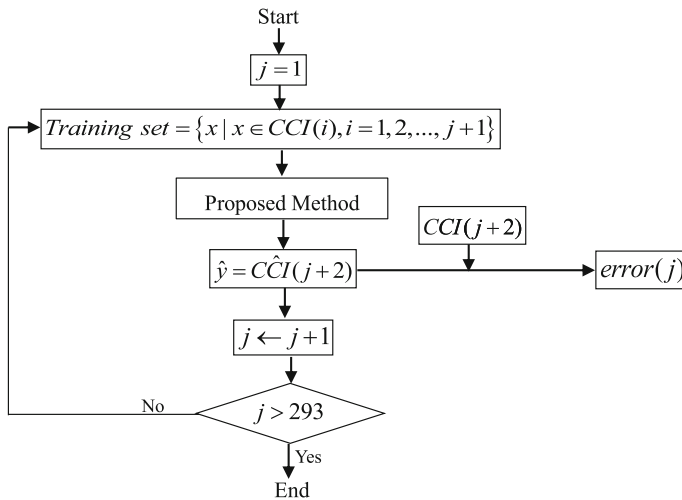 Start
j = 1
Training set = {x | x ∈ CCI(i), i = 1, 2, ..., j + 1}
Proposed Method
CCI(j + 2)
ŷ = CĈI(j + 2)
error(j)
j ← j + 1
No
j > 293
Yes
End